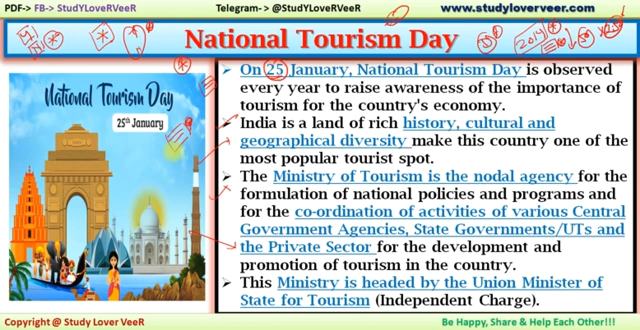 PDF-> FB-> StudYLoVerVeeR
Telegram-> @StudYLoveRVeeR
www.studyloverveer.com
National Tourism Day
National Tourism Day
25th January
➢ On 25 January, National Tourism Day is observed
every year to raise awareness of the importance of
tourism for the country's economy.
➢ India is a land of rich history, cultural and
geographical diversity make this country one of the
most popular tourist spot.
➢ The Ministry of Tourism is the nodal agency for the
formulation of national policies and programs and
for the co-ordination of activities of various Central
Government Agencies, State Governments/UTs and
the Private Sector for the development and
promotion of tourism in the country.
➢ This Ministry is headed by the Union Minister of
State for Tourism (Independent Charge).
Copyright @ Study Lover VeeR
Be Happy, Share & Help Each Other!!!